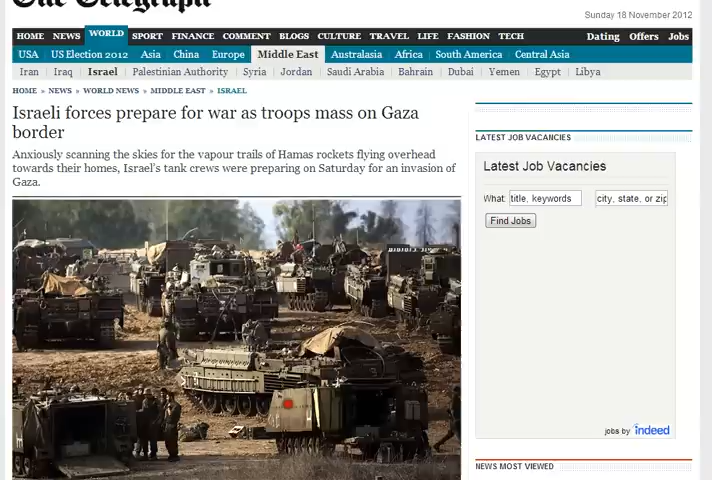 The Telegraph
Sunday 18 November 2012
HOME NEWS WORLD SPORT FINANCE COMMENT BLOGS CULTURE TRAVEL LIFE FASHION TECH Dating Offers Jobs
USA US Election 2012 Asia China Europe Middle East Australasia Africa South America Central Asia
Iran Iraq Israel Palestinian Authority Syria Jordan Saudi Arabia Bahrain Dubai Yemen Egypt Libya
HOME » NEWS » WORLD NEWS » MIDDLE EAST » ISRAEL
Israeli forces prepare for war as troops mass on Gaza
border
Anxiously scanning the skies for the vapour trails of Hamas rockets flying overhead
towards their homes, Israel's tank crews were preparing on Saturday for an invasion of
Gaza.
LATEST JOB VACANCIES
Latest Job Vacancies
What: title, keywords city, state, or zip
Find Jobs
jobs by indeed
NEWS MOST VIEWED